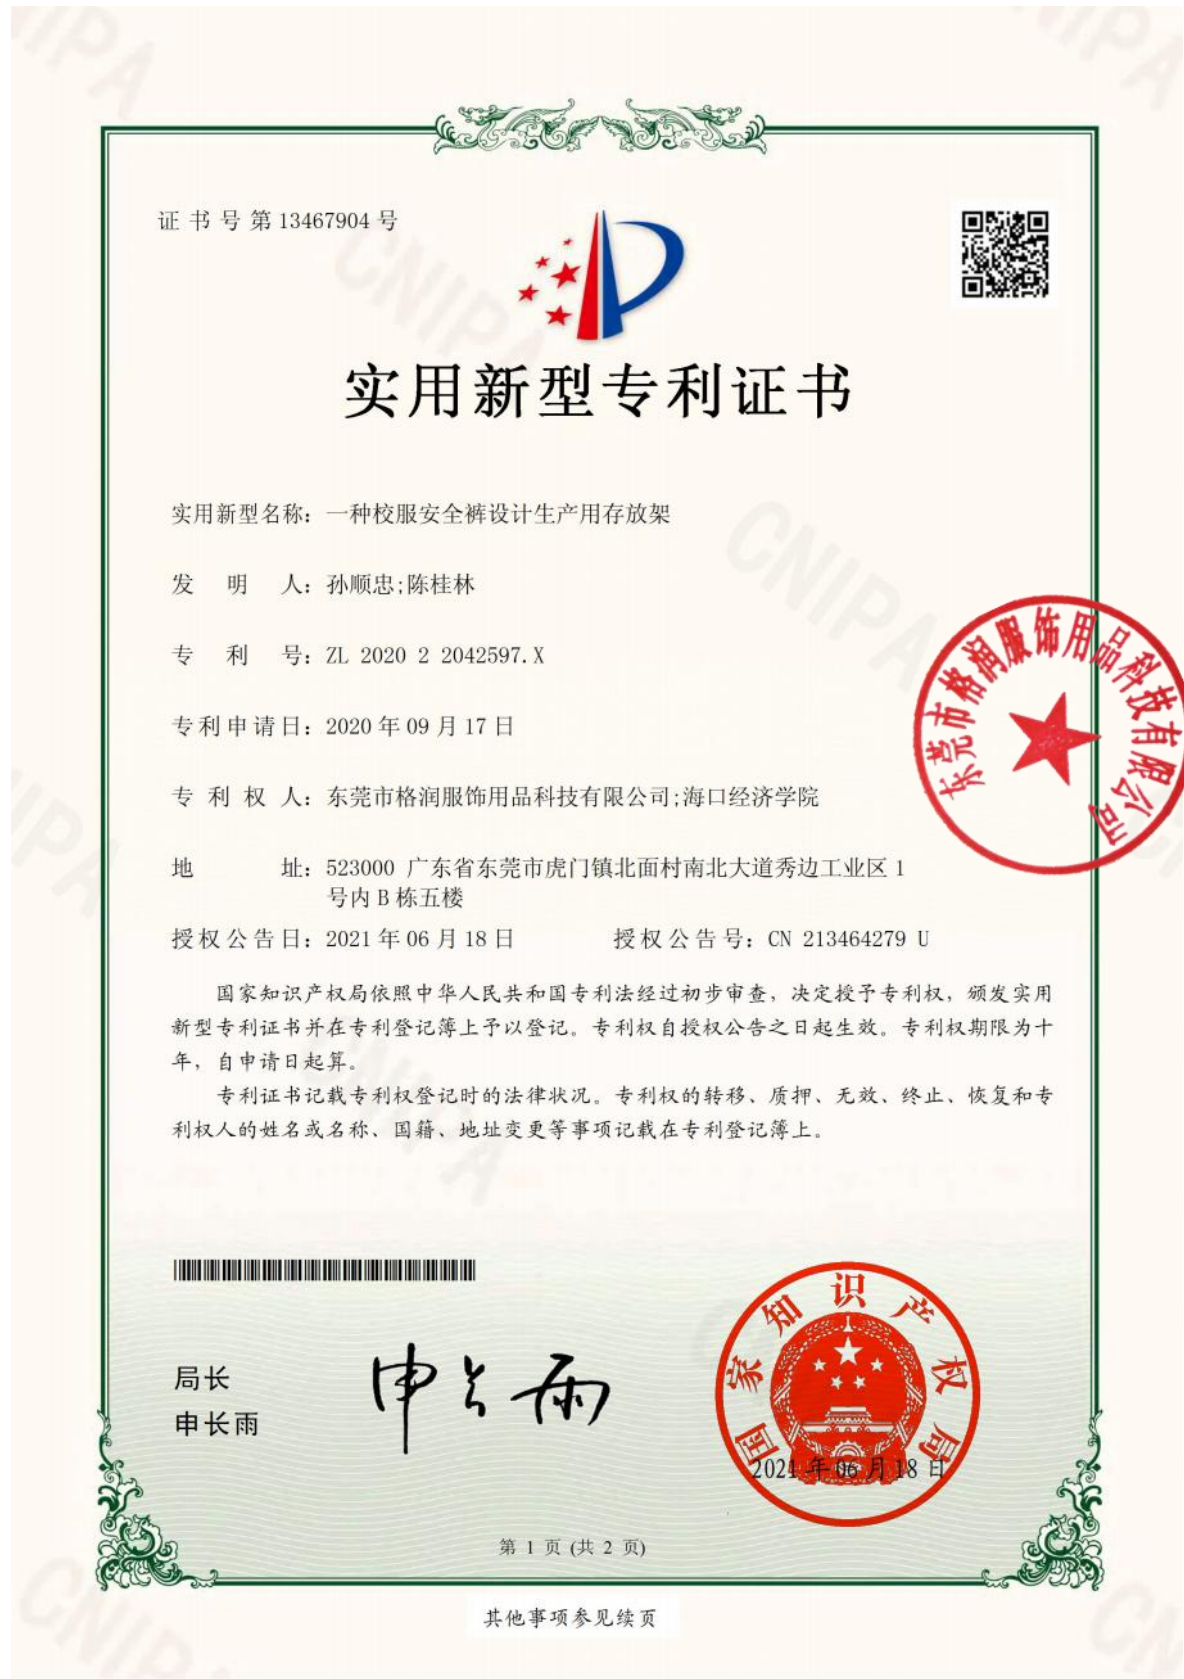 证书号第13467904号
实用新型专利证书
实用新型名称：一种校服安全裤设计生产用存放架
发明人：孙顺忠;陈桂林
专利号：ZL 2020 2 2042597.X
专利申请日：2020年09月17日
专利权人：东莞市格润服饰用品科技有限公司;海口经济学院
地址：523000 广东省东莞市虎门镇北面村南北大道秀边工业区1
号内B栋五楼
授权公告日：2021年06月18日 授权公告号：CN 213464279 U
东莞市格润服饰用品科技有限公司
国家知识产权局依照中华人民共和国专利法经过初步审查，决定授予专利权，颁发实用
新型专利证书并在专利登记簿上予以登记。专利权自授权公告之日起生效。专利权期限为十
年，自申请日起算。
专利证书记载专利权登记时的法律状况。专利权的转移、质押、无效、终止、恢复和专
利权人的姓名或名称、国籍、地址变更等事项记载在专利登记簿上。
局长
申长雨
申长雨
国家知识产权局
2021年06月18日
第 1 页 (共 2 页)
其他事项参见续页
CNIPA
CNIPA
CNIPA
CNIPA
CNIPA